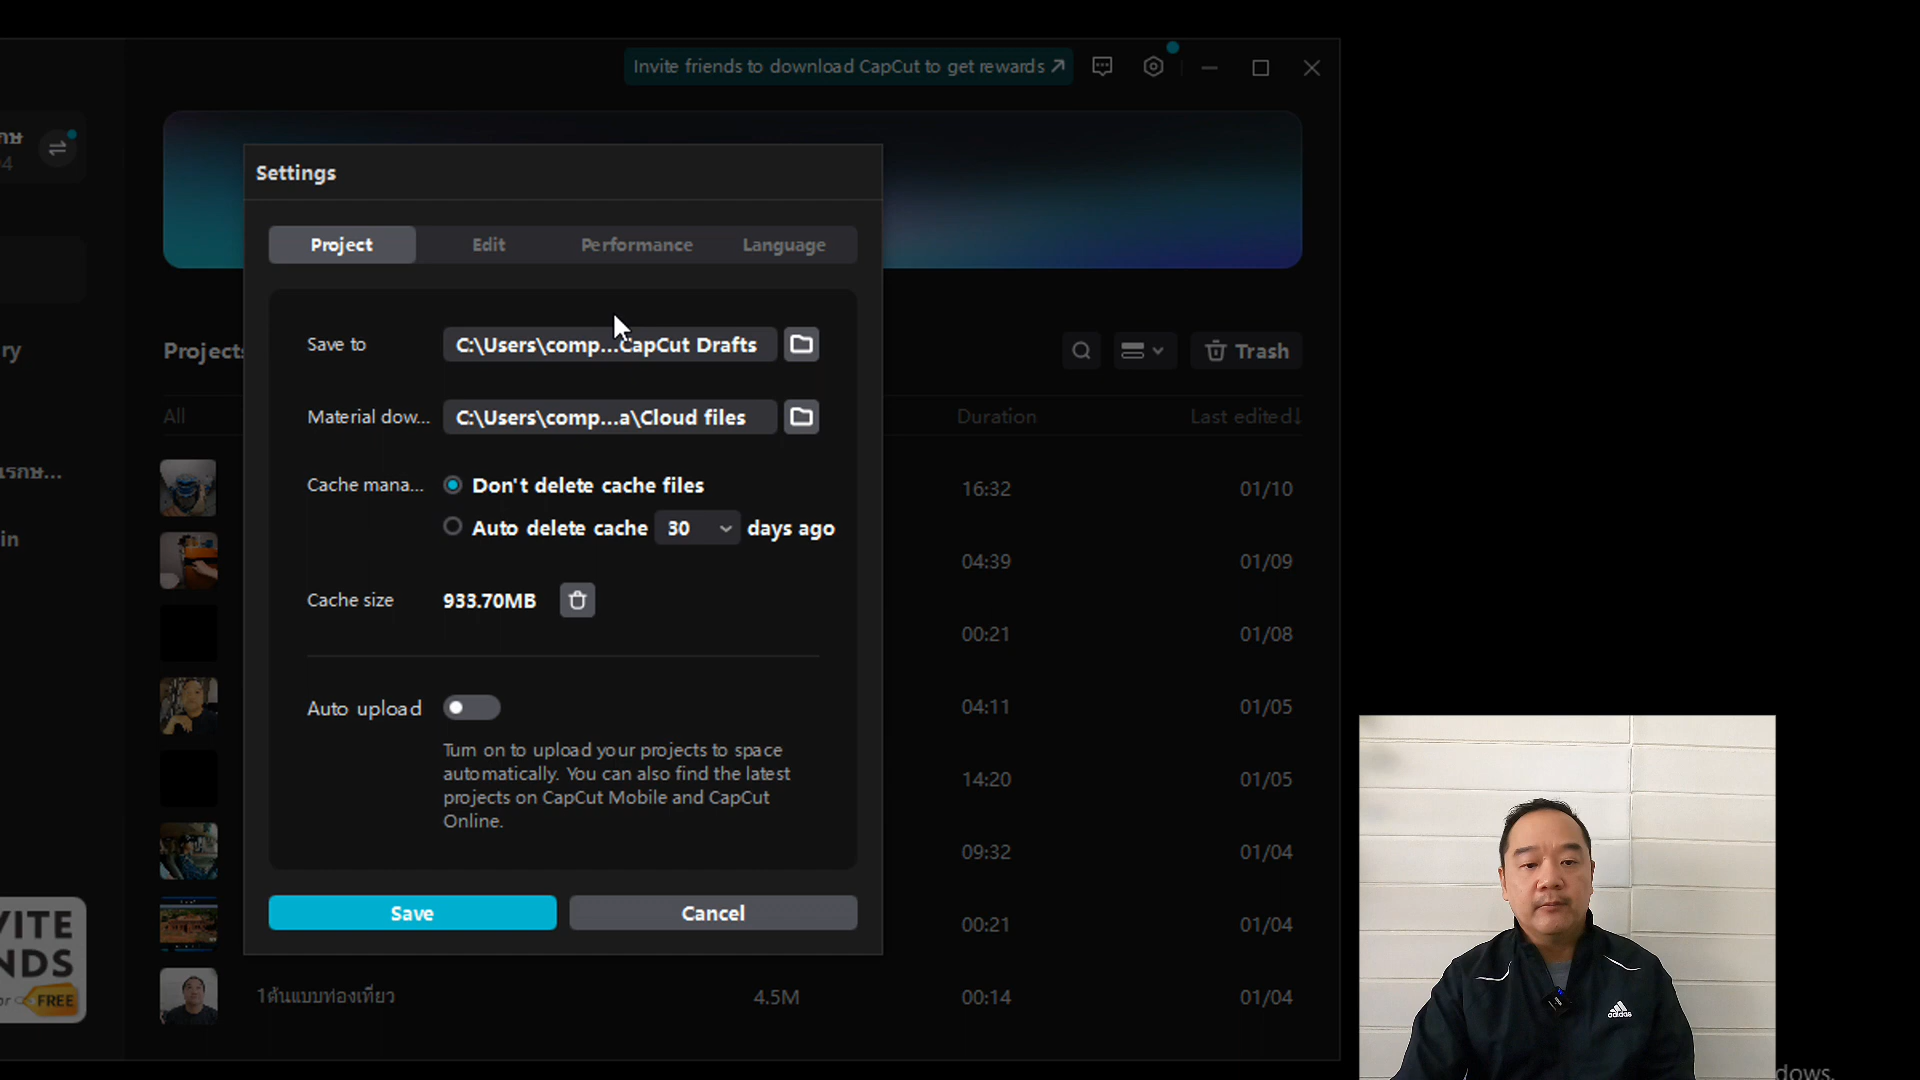 Invite friends to download CapCut to get rewards
Settings
Project Edit Performance Language
Save to C:\Users\comp...CapCut Drafts
Material dow... C:\Users\comp...a\Cloud files
Cache mana... Don't delete cache files
Auto delete cache 30 days ago
Cache size 933.70MB
Auto upload
Turn on to upload your projects to space
automatically. You can also find the latest
projects on CapCut Mobile and CapCut
Online.
Save Cancel
Projects
Trash
All Duration Last edited↓
16:32 01/10
04:39 01/09
00:21 01/08
04:11 01/05
14:20 01/05
09:32 01/04
00:21 01/04
1ต้นแบบท่องเที่ยว 4.5M 00:14 01/04
FREE
adidas